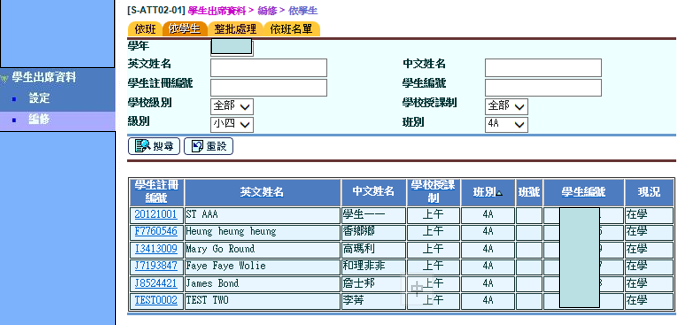 [S-ATT02-01] 學生出席資料 > 編修 > 依學生
依班 依學生 整批處理 依班名單
學年
英文姓名 中文姓名
學生註冊編號 學生編號
學校級別 全部 學校授課制 全部
級別 小四 班別 4A
搜尋 重設
學生出席資料
設定
編修
學生註冊編號 英文姓名 中文姓名 學校授課制 班別 班號 學生編號 現況
20121001 ST AAA 學生一一 上午 4A 在學
F7760546 Heung heung heung 香鄉鄉 上午 4A 在學
I3413009 Mary Go Round 高瑪利 上午 4A 在學
J7193847 Faye Faye Wolie 和理非非 上午 4A 在學
J8524421 James Bond 詹士邦 上午 4A 在學
TEST0002 TEST TWO 李菁 上午 4A 在學